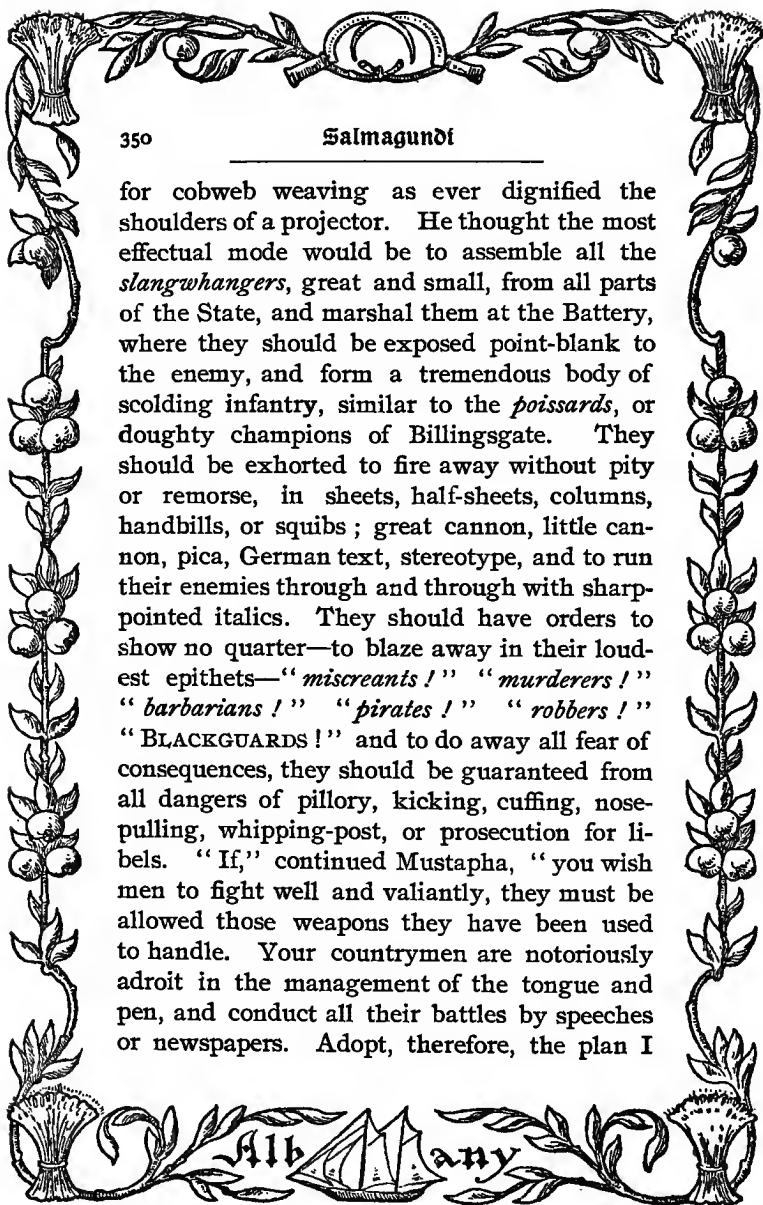 350 Salmagundi
for cobweb weaving as ever dignified the
shoulders of a projector. He thought the most
effectual mode would be to assemble all the
slangwhangers, great and small, from all parts
of the State, and marshal them at the Battery,
where they should be exposed point-blank to
the enemy, and form a tremendous body of
scolding infantry, similar to the poissards, or
doughty champions of Billingsgate. They
should be exhorted to fire away without pity
or remorse, in sheets, half-sheets, columns,
handbills, or squibs ; great cannon, little can-
non, pica, German text, stereotype, and to run
their enemies through and through with sharp-
pointed italics. They should have orders to
show no quarter—to blaze away in their loud-
est epithets—“ miscreants ! ” “ murderers ! ”
“ barbarians ! ” “ pirates ! ” “ robbers ! ”
“ BLACKGUARDS ! ” and to do away all fear of
consequences, they should be guaranteed from
all dangers of pillory, kicking, cuffing, nose-
pulling, whipping-post, or prosecution for li-
bels. “ If,” continued Mustapha, “ you wish
men to fight well and valiantly, they must be
allowed those weapons they have been used
to handle. Your countrymen are notoriously
adroit in the management of the tongue and
pen, and conduct all their battles by speeches
or newspapers. Adopt, therefore, the plan I
Albany